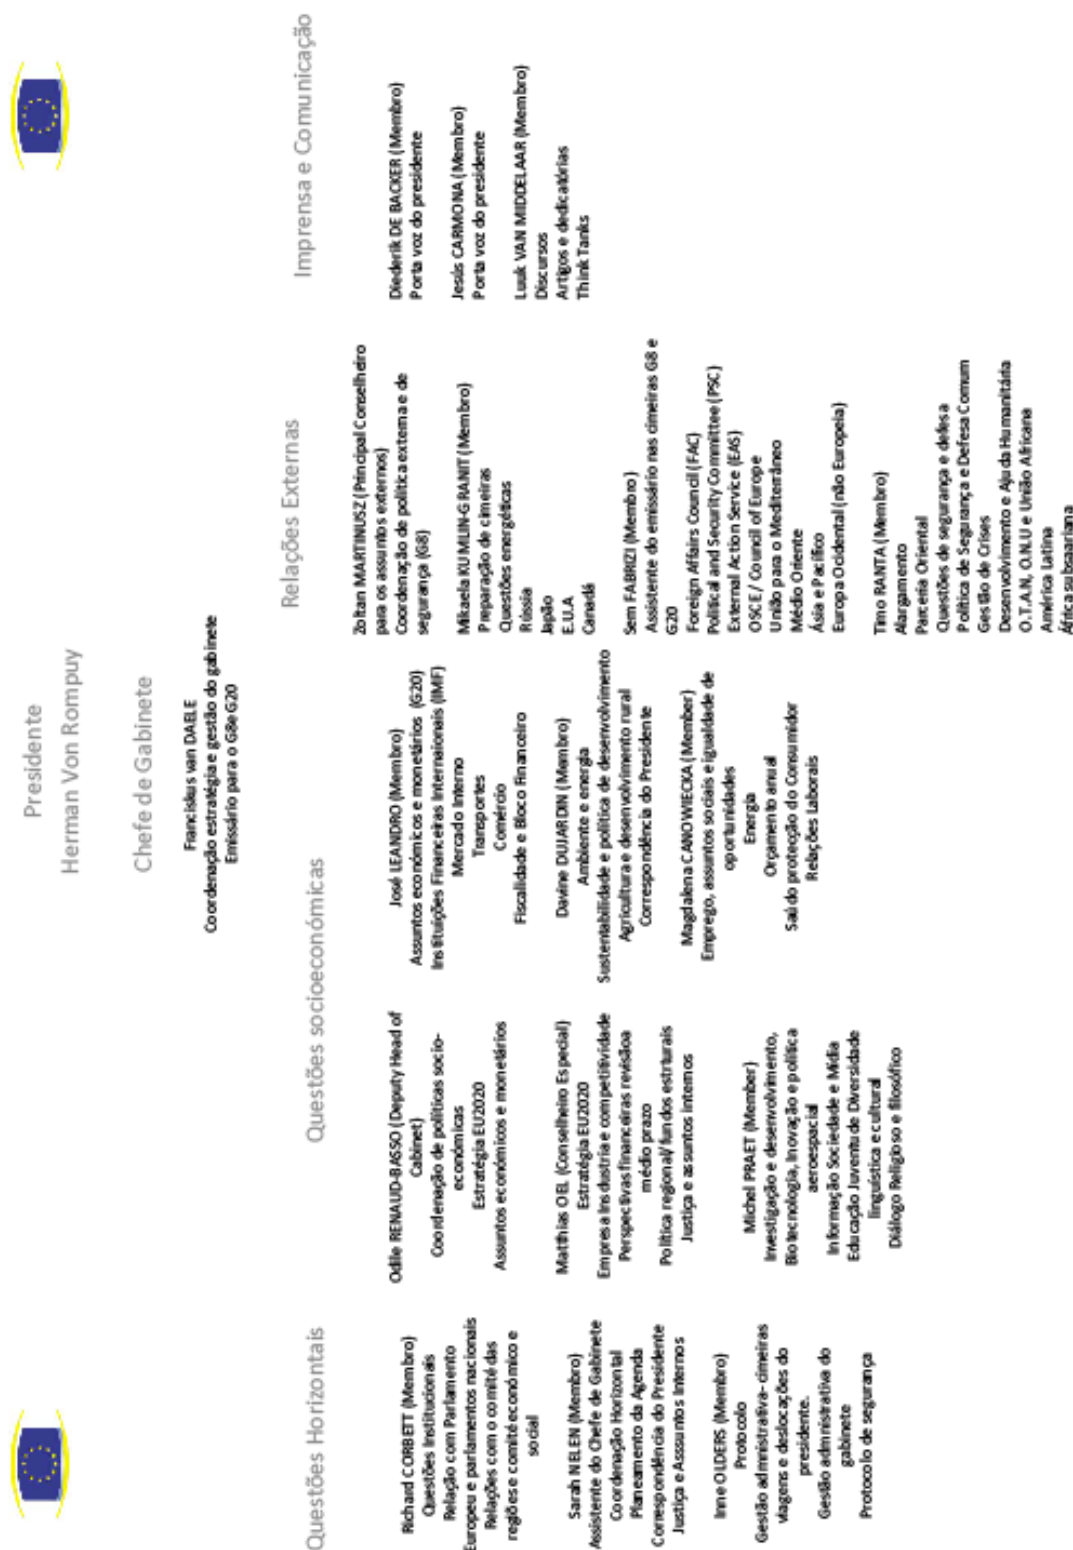 Presidente
Herman Von Rompuy
Chefe de Gabinete
Franciskus van DAELE
Coordenação estratégia e gestão do gabinete
Emissário para o G8e G20
Questões Horizontais
Richard CORBETT (Membro)
Questões Institucionais
Relação com Parlamento
Europeu e parlamentos nacionais
Relações com o comité das
regiões e comité económico e
social
Sarah NELEN (Membro)
Assistente do Chefe de Gabinete
Coordenação Horizontal
Planeamento da Agenda
Correspondência do Presidente
Justiça e Asssuntos Internos
Inne OLDERS (Membro)
Protocolo
Gestão administrativa- cimeiras
viagens e deslocações do
presidente.
Gestão administrativa do
gabinete
Protocolo de segurança
Questões socioeconómicas
Odile RENAUD-BASSO (Deputy Head of
Cabinet)
Coordenação de políticas socio-
económicas
Estratégia EU2020
Assuntos económicos e monetários
Matthias OEL (Conselheiro Especial)
Estratégia EU2020
Empresa Insdustria e competitividade
Perspectivas financeiras revisãoa
médio prazo
Política regional/ fundos estriturais
Justiça e assuntos internos
Michel PRAET (Member)
Investigação e desenvolvimento,
Biotecnologia, Inovação e política
aeroespacial
Informação Sociedade e Mídia
Educação Juventude Diversidade
linguística e cultural
Diálogo Religioso e filosófico
José LEANDRO (Membro)
Assuntos económicos e monetários (G20)
Instituições Financeiras Internaionais (IMF)
Mercado Interno
Transportes
Comércio
Fiscalidade e Bloco Financeiro
Davine DUJARDIN (Membro)
Ambiente e energia
Sustentabilidade e política de desenvolvimento
Agricultura e desenvolvimento rural
Correspondência do Presidente
Magdalena CANOWIECKA (Member)
Emprego, assuntos sociais e igualdade de
oportunidades
Energia
Orçamento anual
Saúdo protecção do Consumidor
Relações Laborais
Relações Externas
Zoltan MARTINUSZ (Principal Conselheiro
para os assuntos externos)
Coordenação de política externa e de
segurança (G8)
Mikaela KUMLIN-G RANIT (Membro)
Preparação de cimeiras
Questões energéticas
Rússia
Japão
E.U.A
Canadá
Sem FABRIZI (Membro)
Assistente do emissário nas cimeiras G8 e
G20
Foreign Affairs Council (FAC)
Political and Security Committee (PSC)
External Action Service (EAS)
OSCE / Council of Europe
União para o Mediterrâneo
Médio Oriente
Ásia e Pacífico
Europa Ocidental (não Europeia)
Timo RANTA (Membro)
Alargamento
Parceria Oriental
Questões de segurança e defesa
Política de Segurança e Defesa Comum
Gestão de Crises
Desenvolvimento e Ajuda Humanitária
O.T.A.N, O.N.U e União Africana
América Latina
África subsaariana
Imprensa e Comunicação
Diederik DE BACKER (Membro)
Porta voz do presidente
Jesús CARMONA (Membro)
Porta voz do presidente
Luuk VAN MIDDELAAR (Membro)
Discursos
Artigos e dedicatórias
Think Tanks